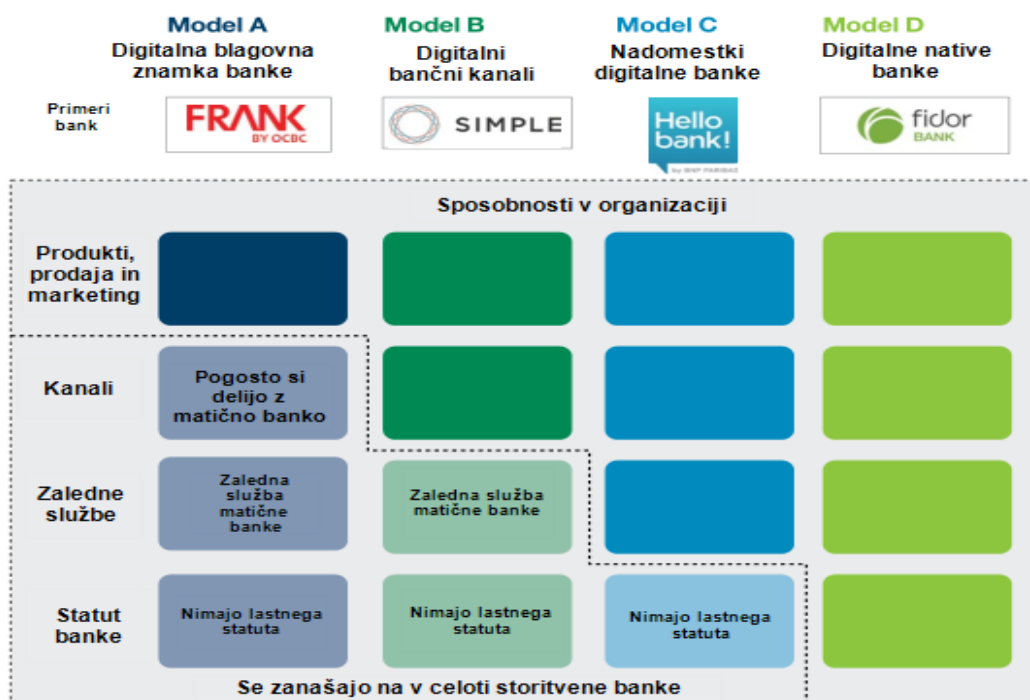 Model A
Digitalna blagovna
znamka banke
Model B
Digitalni
bančni kanali
Model C
Nadomestki
digitalne banke
Model D
Digitalne native
banke
Primeri
bank
FRANK
BY OCBC
SIMPLE
Hello
bank!
by BNP PARIBAS
fidor
BANK
Sposobnosti v organizaciji
Produkti,
prodaja in
marketing
Kanali
Pogosto si
delijo z
matično banko
Zaledne
službe
Zaledna
služba
matične
banke
Zaledna služba
matične banke
Statut
banke
Nimajo lastnega
statuta
Nimajo lastnega
statuta
Nimajo lastnega
statuta
Se zanašajo na v celoti storitvene banke